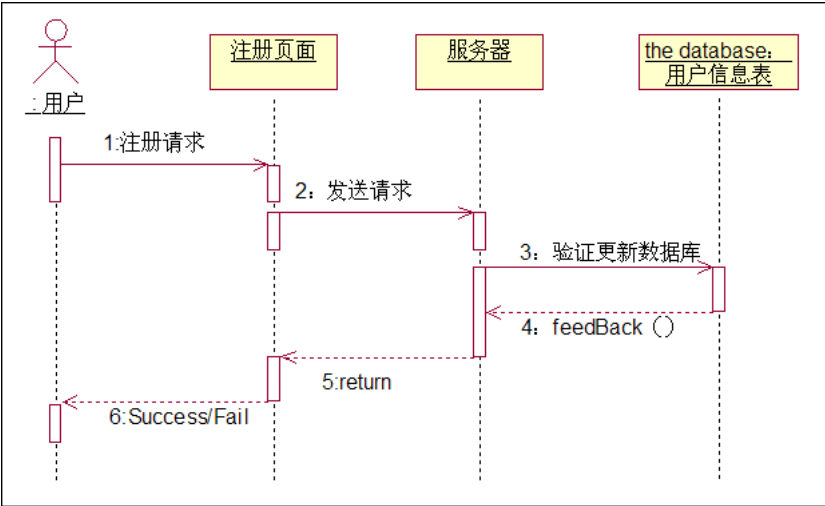 注册页面
服务器
the database：
用户信息表
: 用户
1:注册请求
2：发送请求
3：验证更新数据库
4：feedBack（）
5:return
6:Success/Fail